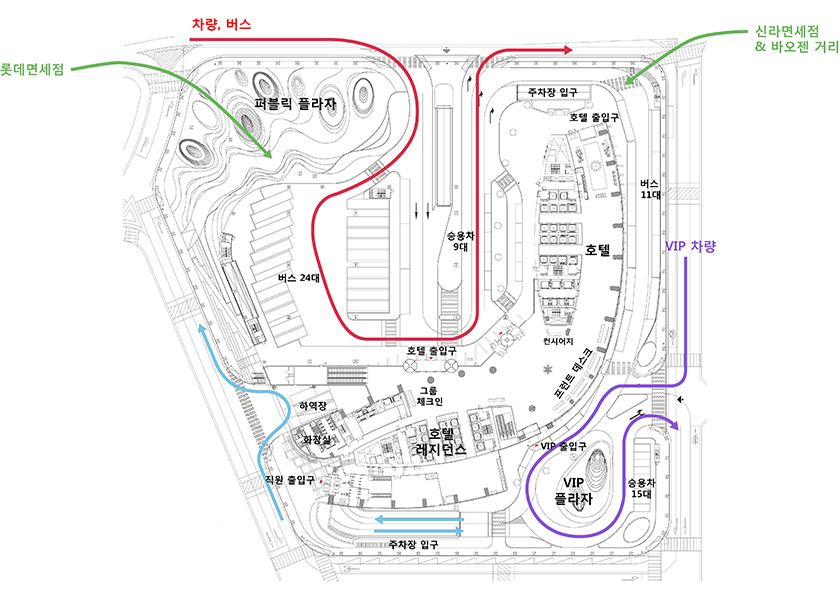 차량, 버스
신라면세점
& 바오젠 거리
롯데면세점
퍼블릭 플라자
주차장 입구
호텔 출입구
버스
11대
승용차
9대
호텔
VIP 차량
버스 24대
컨시어지
호텔 출입구
프런트 데스크
그룹
체크인
하역장
화장실
호텔
레지던스
VIP 출입구
직원 출입구
VIP
플라자
승용차
15대
주차장 입구